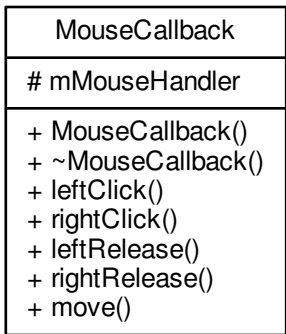 MouseCallback
# mMouseHandler
+ MouseCallback()
+ ~MouseCallback()
+ leftClick()
+ rightClick()
+ leftRelease()
+ rightRelease()
+ move()